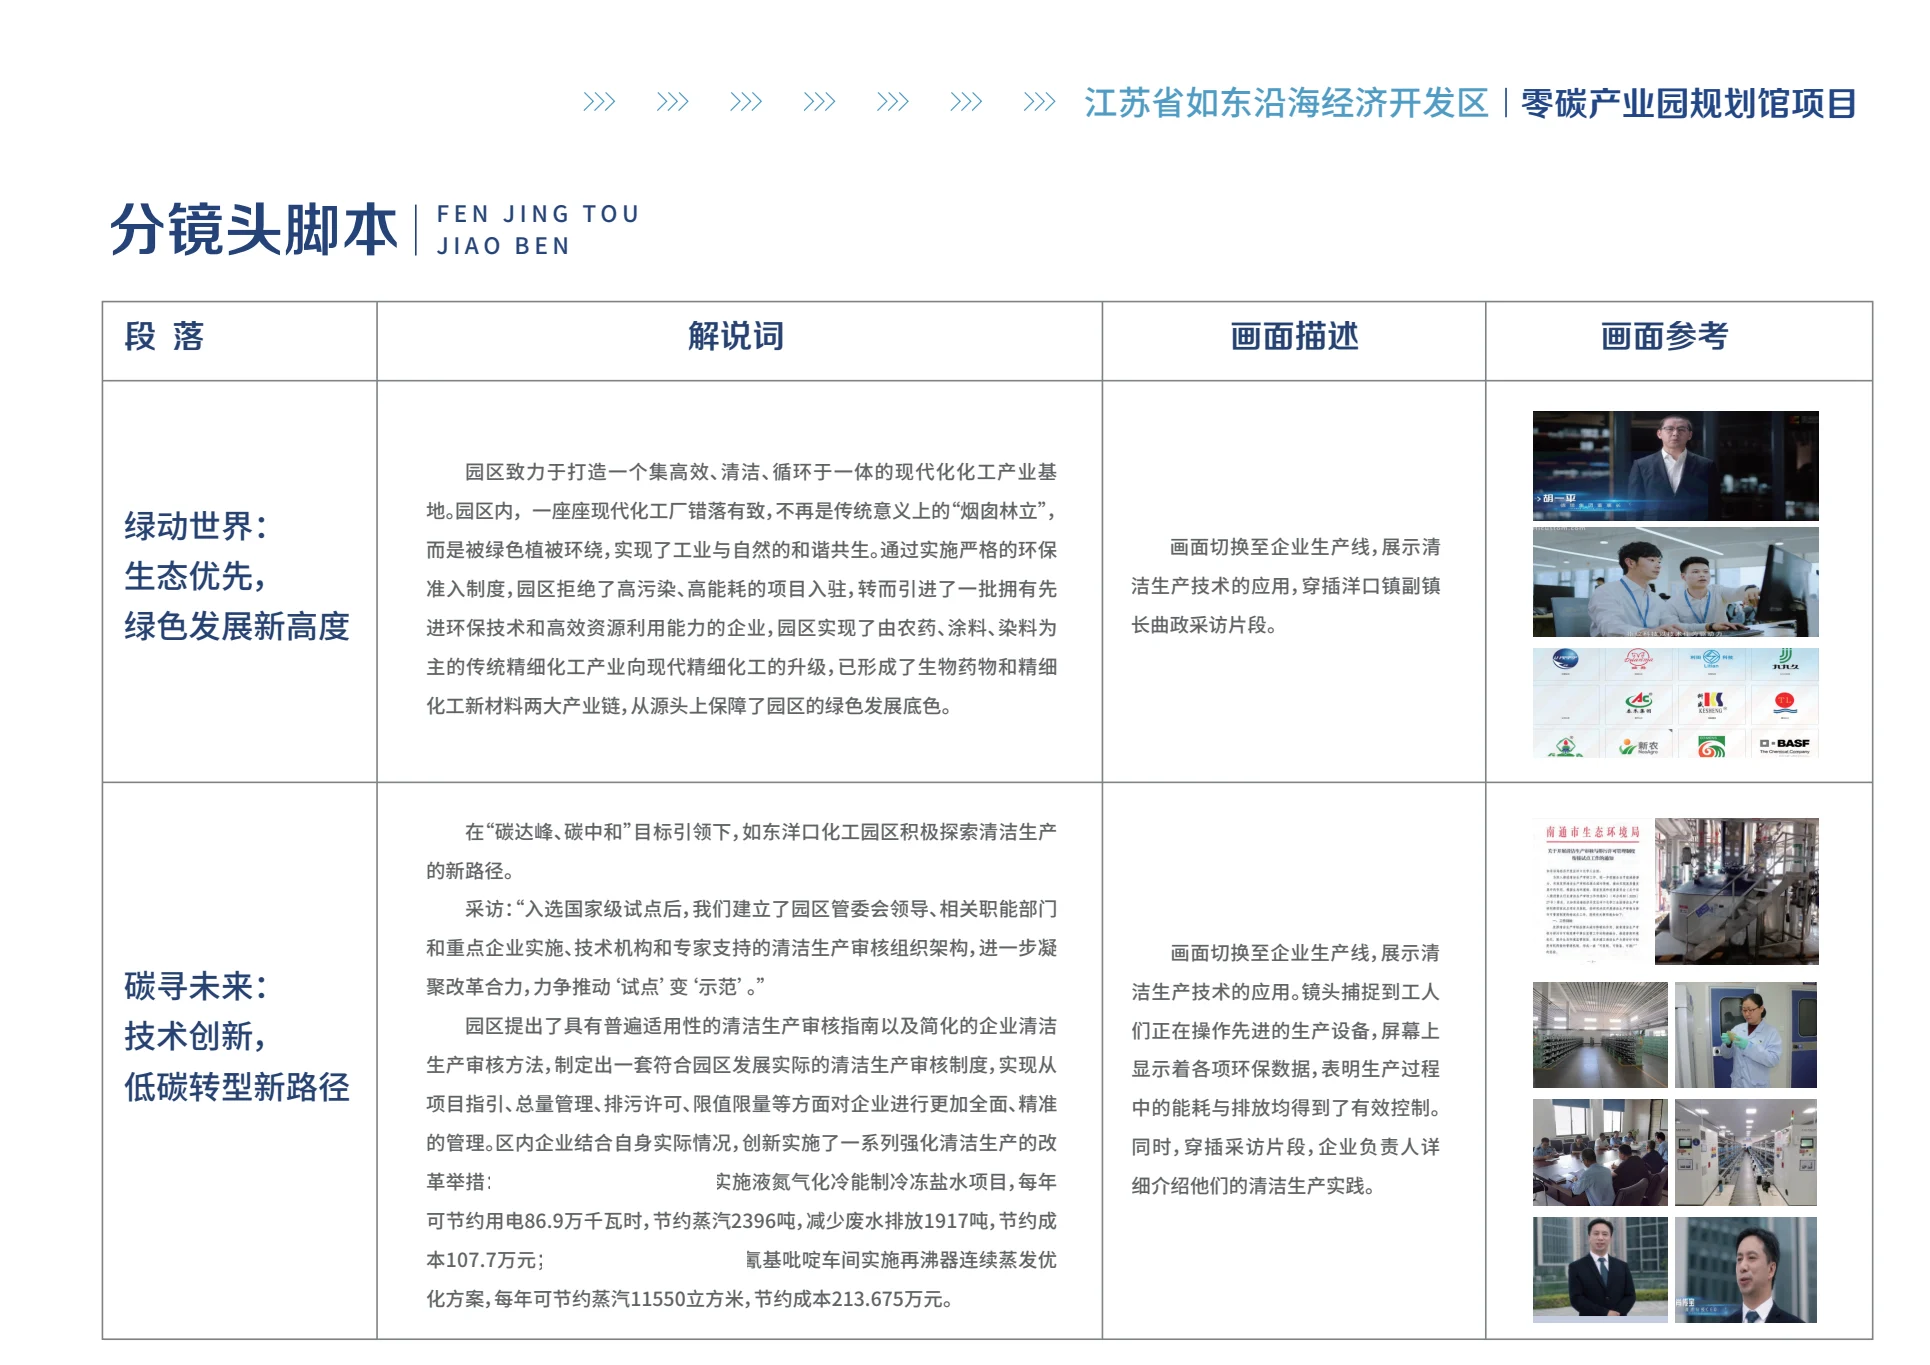 江苏省如东沿海经济开发区 | 零碳产业园规划馆项目
分镜头脚本
FEN JING TOU
JIAO BEN
段 落
解说词
画面描述
画面参考
绿动世界：
生态优先，
绿色发展新高度
园区致力于打造一个集高效、清洁、循环于一体的现代化化工产业基
地。园区内，一座座现代化工厂错落有致，不再是传统意义上的“烟囱林立”，
而是被绿色植被环绕，实现了工业与自然的和谐共生。通过实施严格的环保
准入制度，园区拒绝了高污染、高能耗的项目入驻，转而引进了一批拥有先
进环保技术和高效资源利用能力的企业，园区实现了由农药、涂料、染料为
主的传统精细化工产业向现代精细化工的升级，已形成了生物药物和精细
化工新材料两大产业链，从源头上保障了园区的绿色发展底色。
画面切换至企业生产线，展示清
洁生产技术的应用，穿插洋口镇副镇
长曲政采访片段。
胡一平
九九久
KESHENG
新农
BASF
The Chemical Company
碳寻未来：
技术创新，
低碳转型新路径
在“碳达峰、碳中和”目标引领下，如东洋口化工园区积极探索清洁生产
的新路径。
采访：“入选国家级试点后，我们建立了园区管委会领导、相关职能部门
和重点企业实施、技术机构和专家支持的清洁生产审核组织架构，进一步凝
聚改革合力，力争推动‘试点’变‘示范’。”
园区提出了具有普遍适用性的清洁生产审核指南以及简化的企业清洁
生产审核方法，制定出一套符合园区发展实际的清洁生产审核制度，实现从
项目指引、总量管理、排污许可、限值限量等方面对企业进行更加全面、精准
的管理。区内企业结合自身实际情况，创新实施了一系列强化清洁生产的改
革举措： 实施液氮气化冷能制冷冻盐水项目，每年
可节约用电86.9万千瓦时，节约蒸汽2396吨，减少废水排放1917吨，节约成
本107.7万元； 氰基吡啶车间实施再沸器连续蒸发优
化方案，每年可节约蒸汽11550立方米，节约成本213.675万元。
画面切换至企业生产线，展示清
洁生产技术的应用。镜头捕捉到工人
们正在操作先进的生产设备，屏幕上
显示着各项环保数据，表明生产过程
中的能耗与排放均得到了有效控制。
同时，穿插采访片段，企业负责人详
细介绍他们的清洁生产实践。
南通市生态环境局